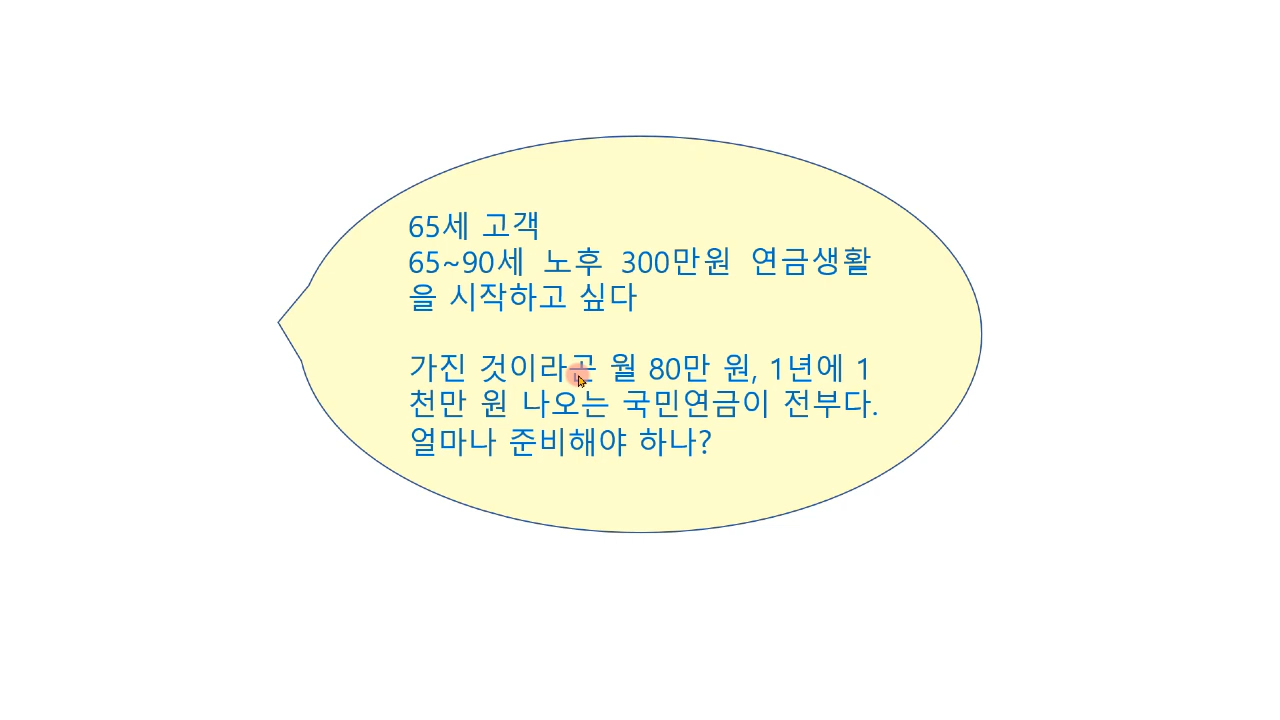 65세 고객
65~90세 노후 300만원 연금생활
을 시작하고 싶다
가진 것이라곤 월 80만 원, 1년에 1
천만 원 나오는 국민연금이 전부다.
얼마나 준비해야 하나?